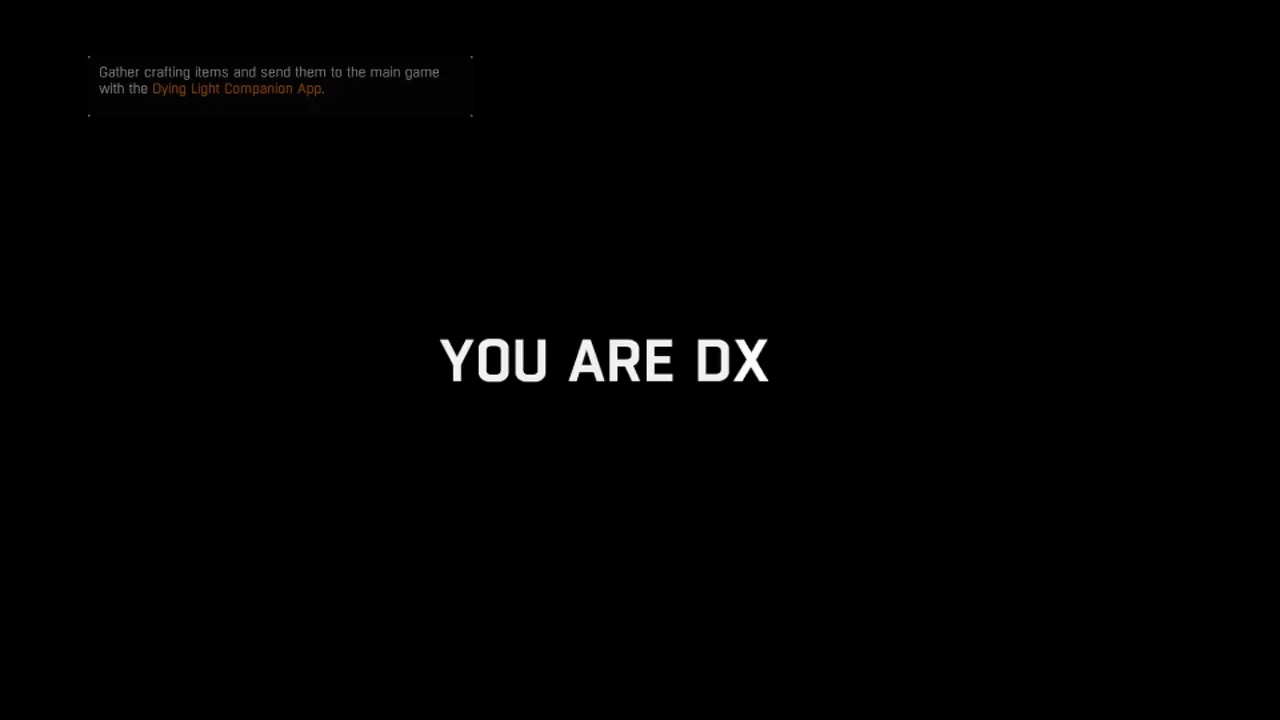 Gather crafting items and send them to the main game
with the Dying Light Companion App.
YOU ARE DX